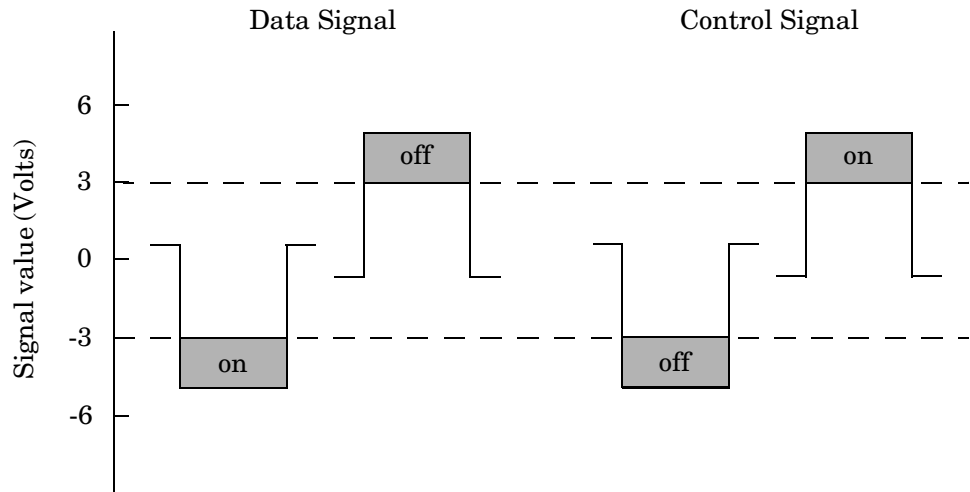 Data Signal
Control Signal
Signal value (Volts)
6
3
0
-3
-6
off
on
on
off